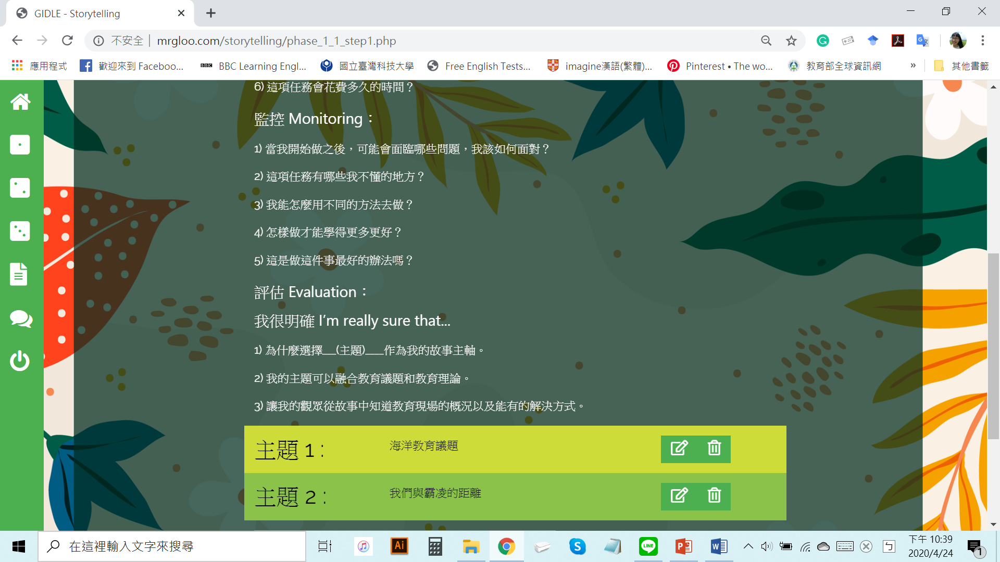 GIDLE - Storytelling
不安全 | mrgloo.com/storytelling/phase_1_1_step1.php
應用程式
歡迎來到 Faceboo...
BBC
BBC Learning Engl...
國立臺灣科技大學
Free English Tests...
imagine漢語(繁體)...
Pinterest • The wo...
教育部全球資訊網
»
其他書籤
6) 這項任務會花費多久的時間？
監控 Monitoring：
1) 當我開始做之後，可能會面臨哪些問題，我該如何面對？
2) 這項任務有哪些我不懂的地方？
3) 我能怎麼用不同的方法去做？
4) 怎樣做才能學得更多更好？
5) 這是做這件事最好的辦法嗎？
評估 Evaluation：
我很明確 I’m really sure that...
1) 為什麼選擇___(主題)____作為我的故事主軸。
2) 我的主題可以融合教育議題和教育理論。
3) 讓我的觀眾從故事中知道教育現場的概況以及能有的解決方式。
主題 1 :
海洋教育議題
主題 2 :
我們與霸凌的距離
在這裡輸入文字來搜尋
Ai
S
LINE
P
W
ㄅ
下午 10:39
2020/4/24
1